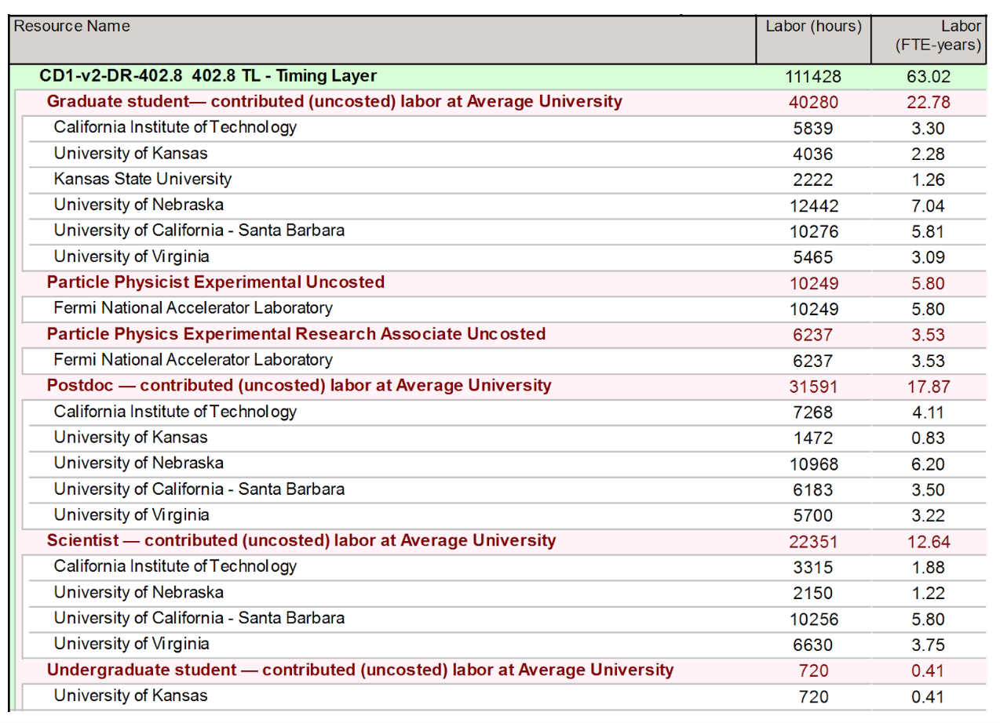 Resource Name Labor (hours) Labor (FTE-years)
CD1-v2-DR-402.8 402.8 TL - Timing Layer 111428 63.02
Graduate student— contributed (uncosted) labor at Average University 40280 22.78
California Institute of Technology 5839 3.30
University of Kansas 4036 2.28
Kansas State University 2222 1.26
University of Nebraska 12442 7.04
University of California - Santa Barbara 10276 5.81
University of Virginia 5465 3.09
Particle Physicist Experimental Uncosted 10249 5.80
Fermi National Accelerator Laboratory 10249 5.80
Particle Physics Experimental Research Associate Uncosted 6237 3.53
Fermi National Accelerator Laboratory 6237 3.53
Postdoc — contributed (uncosted) labor at Average University 31591 17.87
California Institute of Technology 7268 4.11
University of Kansas 1472 0.83
University of Nebraska 10968 6.20
University of California - Santa Barbara 6183 3.50
University of Virginia 5700 3.22
Scientist — contributed (uncosted) labor at Average University 22351 12.64
California Institute of Technology 3315 1.88
University of Nebraska 2150 1.22
University of California - Santa Barbara 10256 5.80
University of Virginia 6630 3.75
Undergraduate student — contributed (uncosted) labor at Average University 720 0.41
University of Kansas 720 0.41